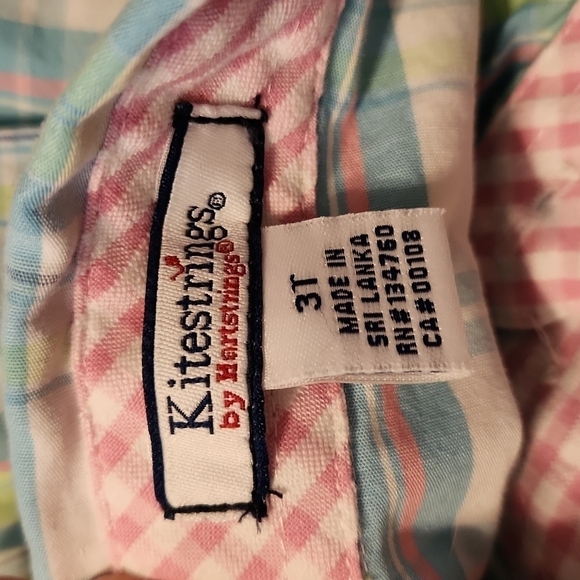 Kitestrings®
by Hartstrings®
3T
MADE IN
SRI LANKA
RN# 134760
CA# 00108